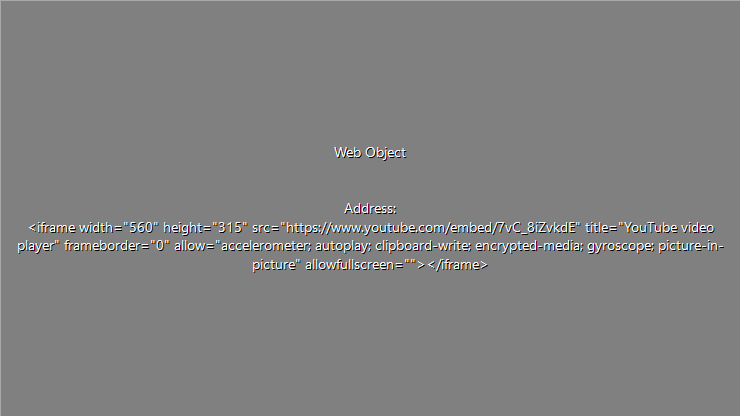 Web Object
Address:
<iframe width="560" height="315" src="https://www.youtube.com/embed/7vC_8iZvkdE" title="YouTube video
player" frameborder="0" allow="accelerometer; autoplay; clipboard-write; encrypted-media; gyroscope; picture-in-
picture" allowfullscreen=""></iframe>